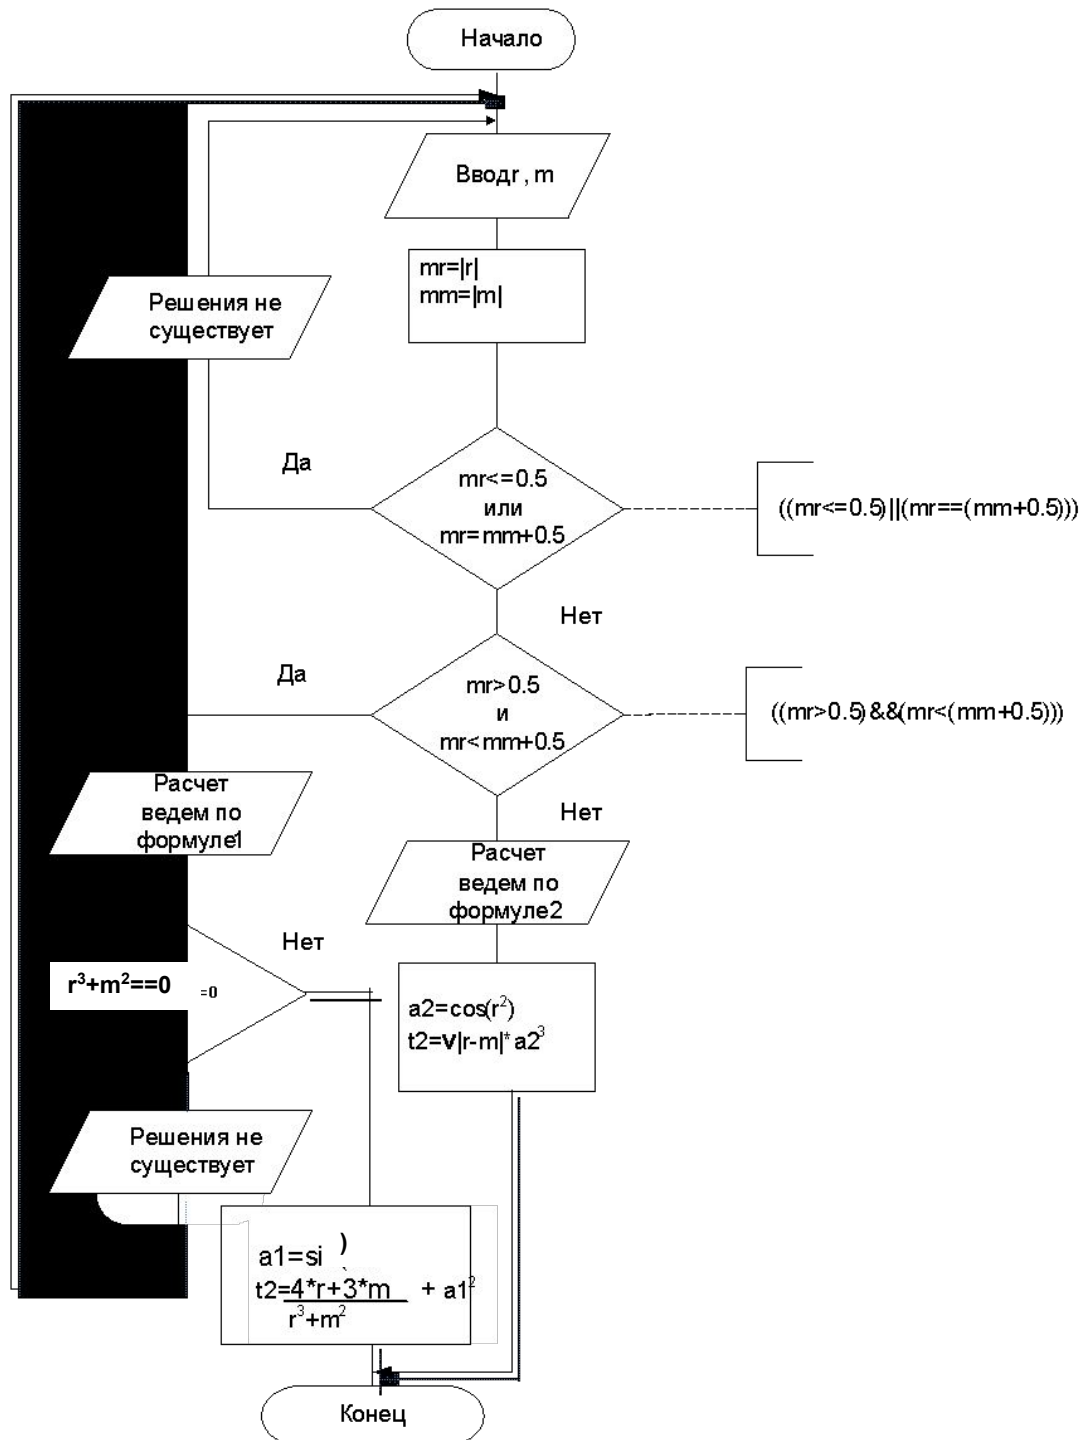 Начало
Вводr , m
mr=|r|
mm=|m|
Решения не
существует
Да
mr<=0.5
или
mr=mm+0.5
((mr<=0.5)||(mr==(mm+0.5)))
Нет
Да
mr>0.5
и
mr<mm+0.5
((mr>0.5)&&(mr<(mm+0.5)))
Расчет
ведем по
формуле1
Нет
Расчет
ведем по
формуле2
Нет
r³+m²==0
=0
a2=cos(r²)
t2=v|r-m|*a2³
Решения не
существует
a1=si )
t2=4*r+3*m + a1²
r³+m²
Конец